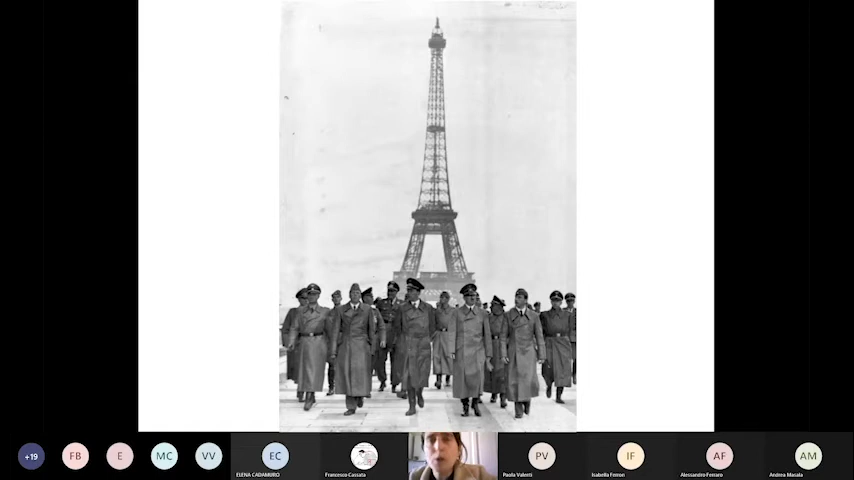 +19
FB
E
MC
VV
EC
PV
IF
AF
AM
ELENA CADAMURO
Francesco Cassata
Paola Valenti
Isabella Ferrari
Alessandro Ferraro
Andrea Masala